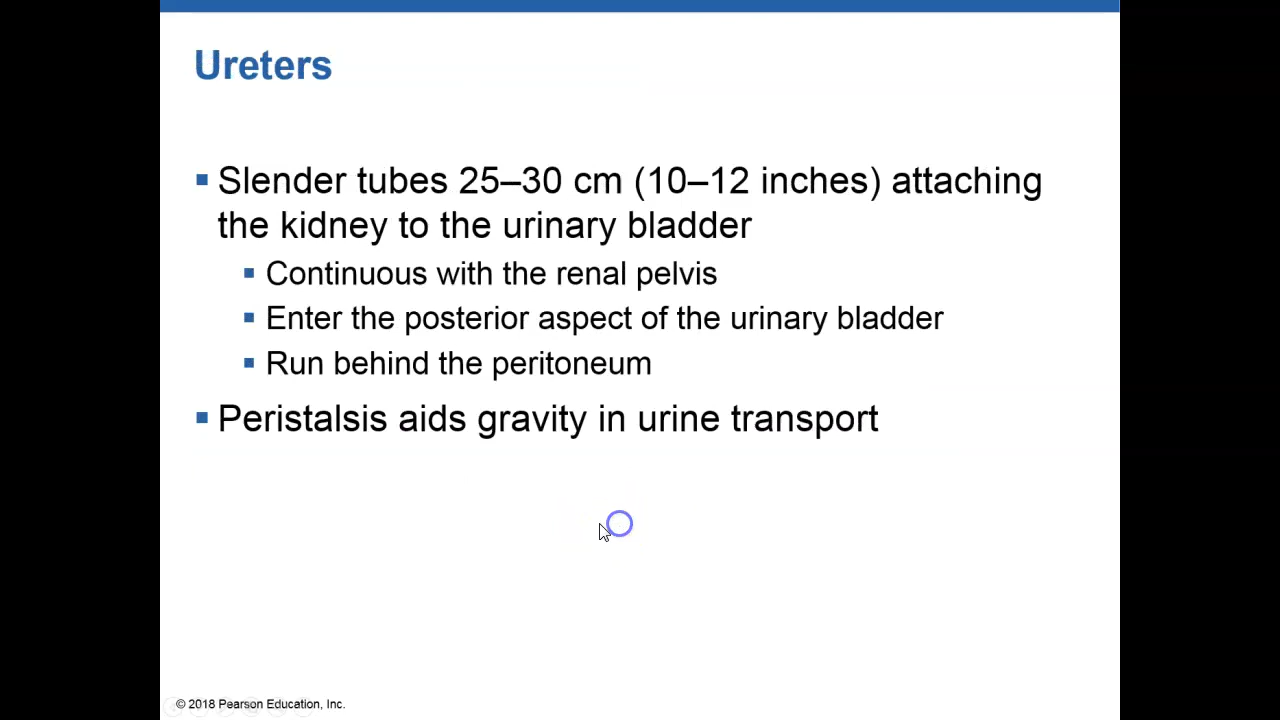 Ureters
▪ Slender tubes 25–30 cm (10–12 inches) attaching
the kidney to the urinary bladder
▪ Continuous with the renal pelvis
▪ Enter the posterior aspect of the urinary bladder
▪ Run behind the peritoneum
▪ Peristalsis aids gravity in urine transport
© 2018 Pearson Education, Inc.